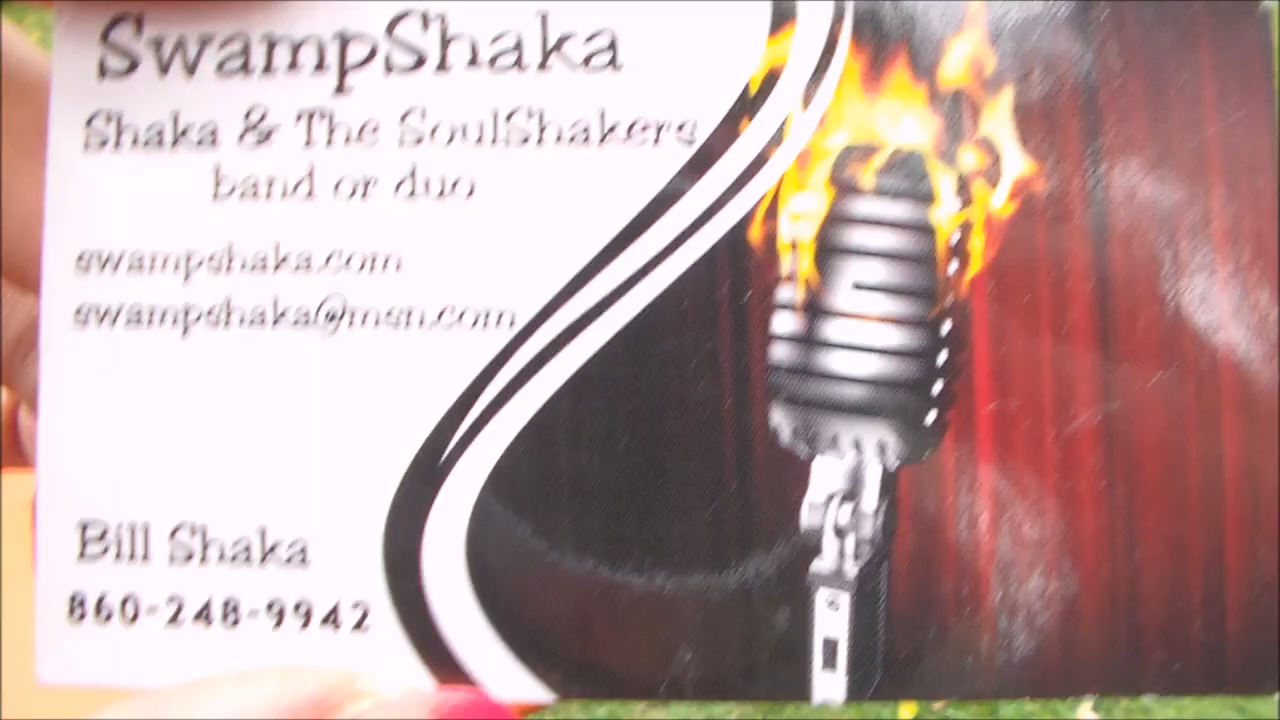 SwampShaka
Shaka & The SoulShakers
band or duo
swampshaka.com
swampshaka@msn.com
Bill Shaka
860-248-9942